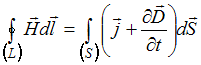 ∮(L) H⃗ dl⃗ = ∫(S) ( j⃗ + ∂D⃗/∂t ) dS⃗